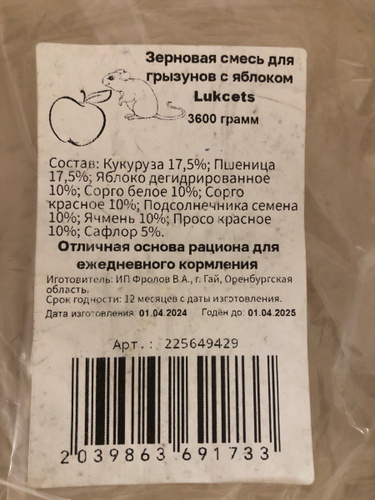 Зерновая смесь для
грызунов с яблоком
Lukcets
3600 грамм
Состав: Кукуруза 17,5%; Пшеница
17,5%; Яблоко дегидрированное
10%; Сорго белое 10%; Сорго
красное 10%; Подсолнечника семена
10%; Ячмень 10%; Просо красное
10%; Сафлор 5%.
Отличная основа рациона для
ежедневного кормления
Изготовитель: ИП Фролов В.А., г. Гай, Оренбургская
область.
Срок годности: 12 месяцев с даты изготовления.
Дата изготовления: 01.04.2024 Годен до: 01.04.2025
Арт.: 225649429
2 039863 691733